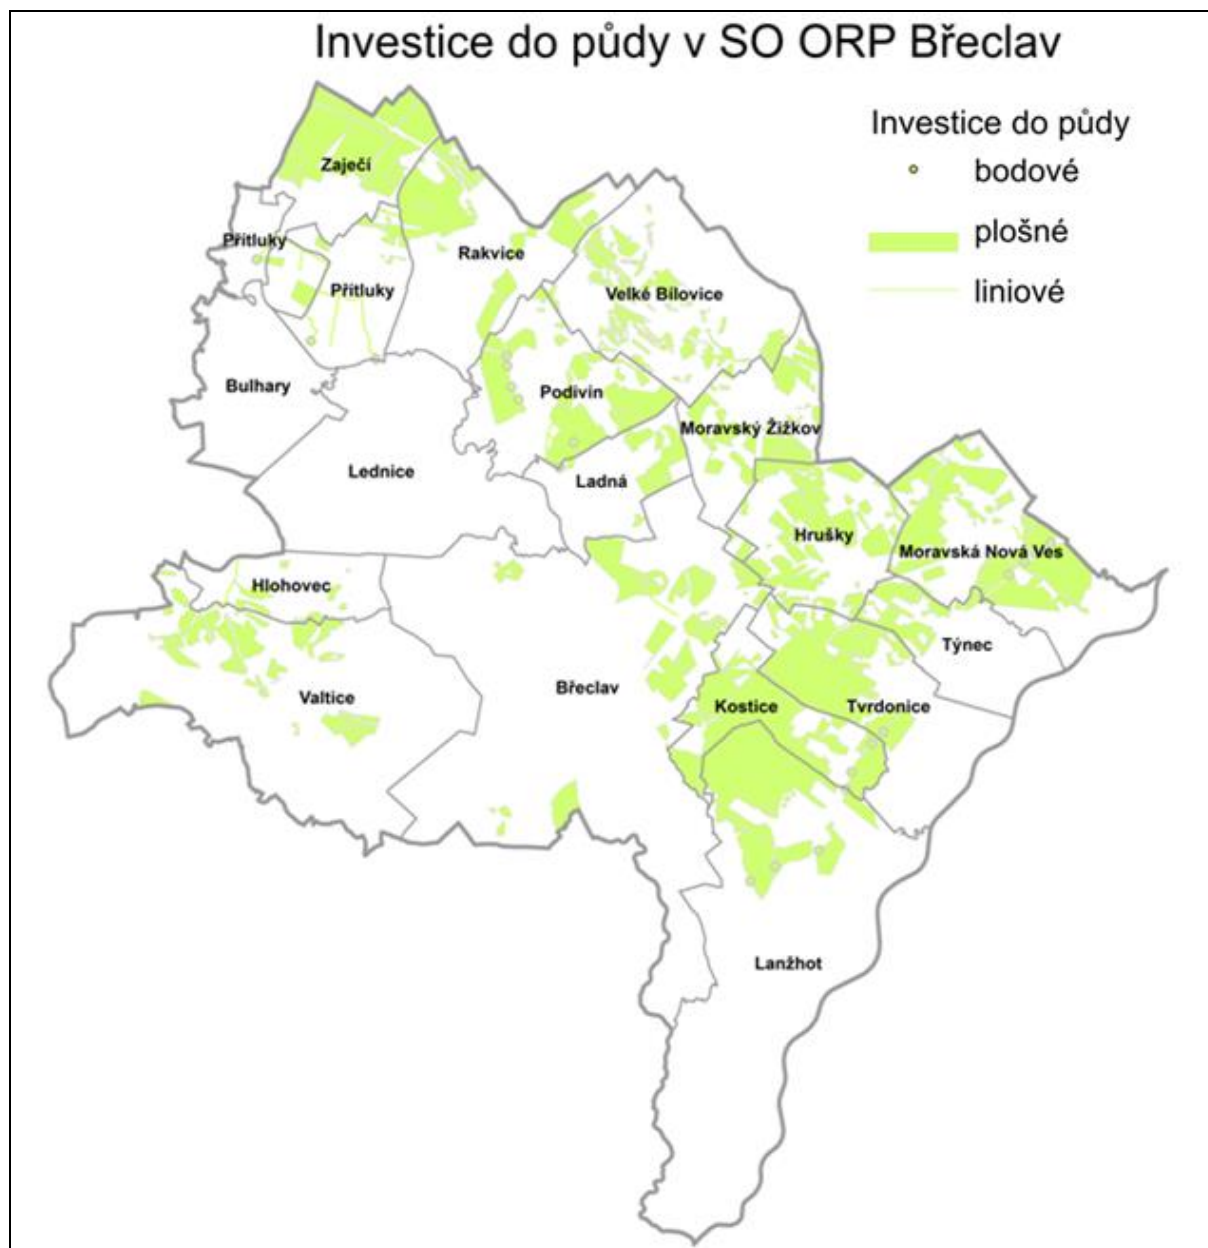 Investice do půdy v SO ORP Břeclav
Investice do půdy
bodové
plošné
liniové
Zaječí
Přítluky
Rakvice
Přítluky
Velké Bílovice
Bulhary
Podivín
Moravský Žižkov
Lednice
Ladná
Hrušky
Moravská Nová Ves
Hlohovec
Týnec
Břeclav
Valtice
Kostice
Tvrdonice
Lanžhot